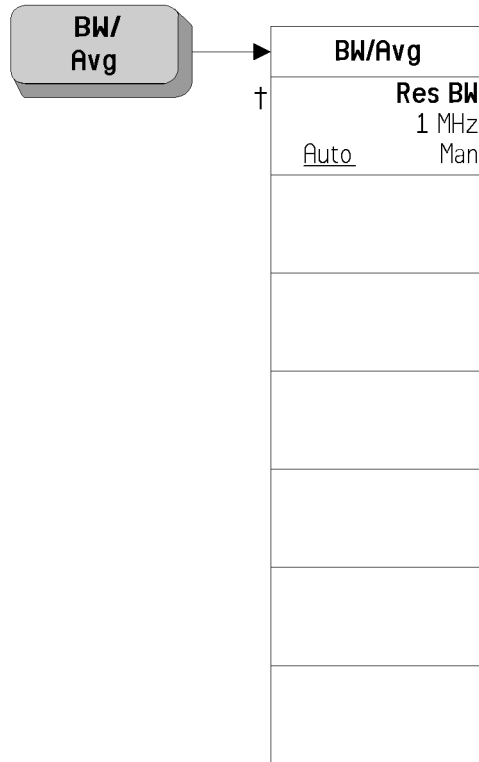 BW/
Avg
BW/Avg
†
Res BW
1 MHz
Auto Man